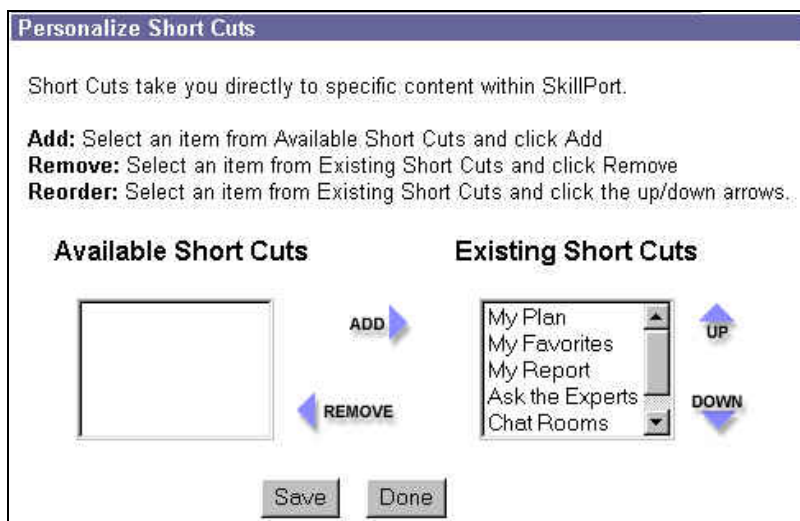 Personalize Short Cuts
Short Cuts take you directly to specific content within SkillPort.
Add: Select an item from Available Short Cuts and click Add
Remove: Select an item from Existing Short Cuts and click Remove
Reorder: Select an item from Existing Short Cuts and click the up/down arrows.
Available Short Cuts
Existing Short Cuts
ADD
REMOVE
My Plan
My Favorites
My Report
Ask the Experts
Chat Rooms
UP
DOWN
Save
Done